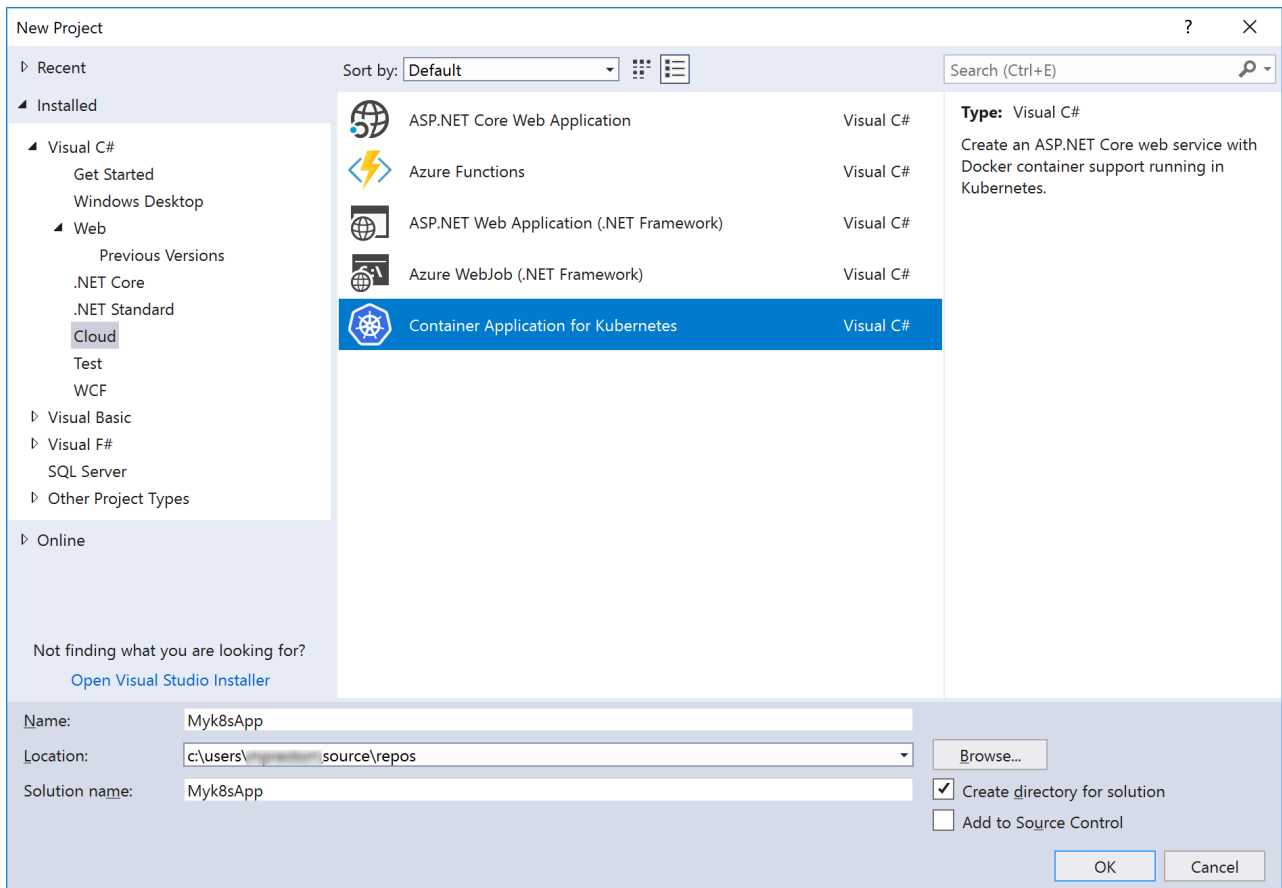 New Project
?
Recent
Sort by: Default
Search (Ctrl+E)
Installed
Visual C#
Get Started
Windows Desktop
Web
Previous Versions
.NET Core
.NET Standard
Cloud
Test
WCF
Visual Basic
Visual F#
SQL Server
Other Project Types
Online
Not finding what you are looking for?
Open Visual Studio Installer
ASP.NET Core Web Application Visual C#
Azure Functions Visual C#
ASP.NET Web Application (.NET Framework) Visual C#
Azure WebJob (.NET Framework) Visual C#
Container Application for Kubernetes Visual C#
Type: Visual C#
Create an ASP.NET Core web service with
Docker container support running in
Kubernetes.
Name: Myk8sApp
Location: c:\users\ source\repos
Browse...
Solution name: Myk8sApp
Create directory for solution
Add to Source Control
OK Cancel